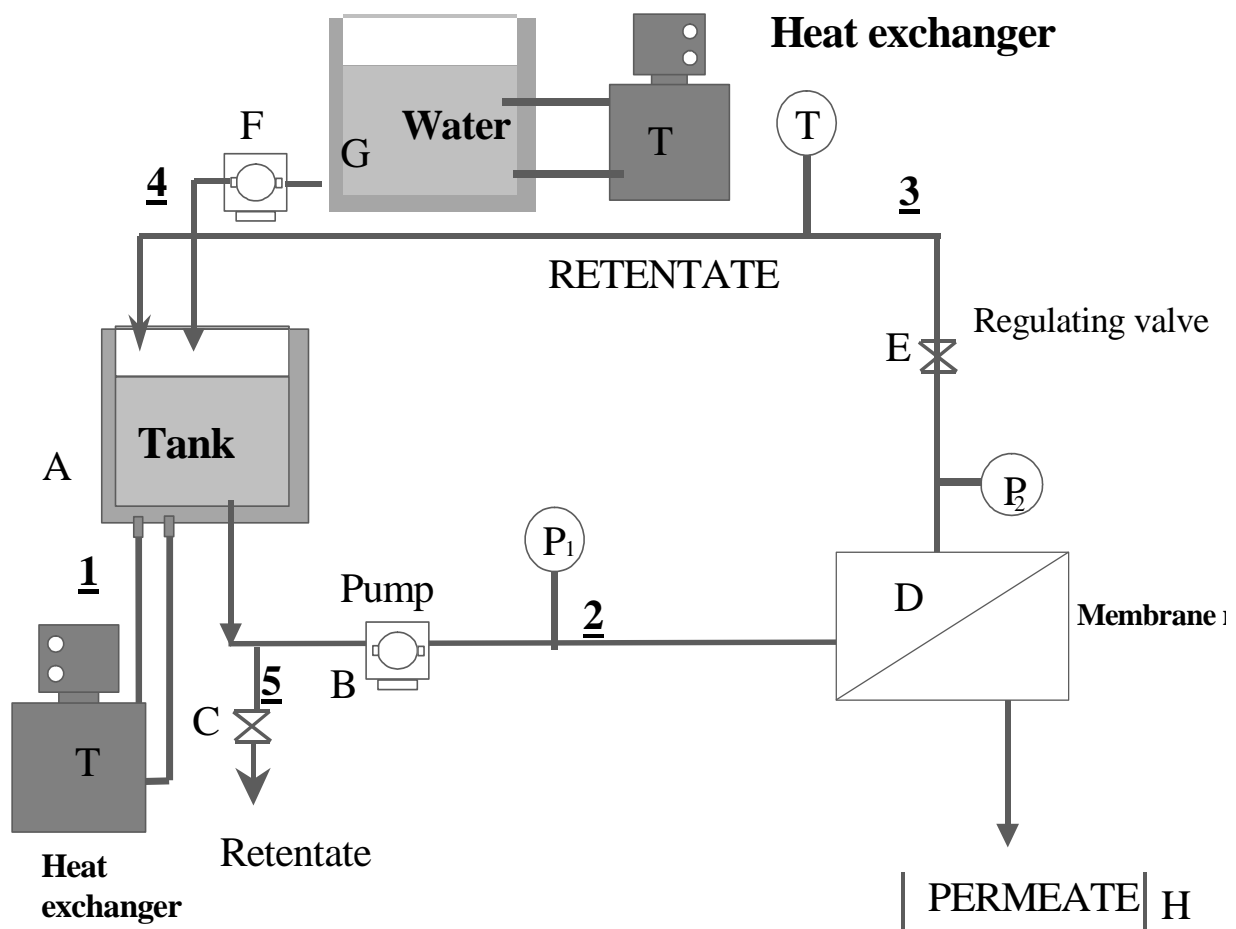 Heat exchanger
F
Water
G
T
T
4
3
RETENTATE
Regulating valve
E
Tank
A
P2
P1
1
Pump
2
D
Membrane
B
5
C
T
Retentate
Heat
exchanger
PERMEATE
H